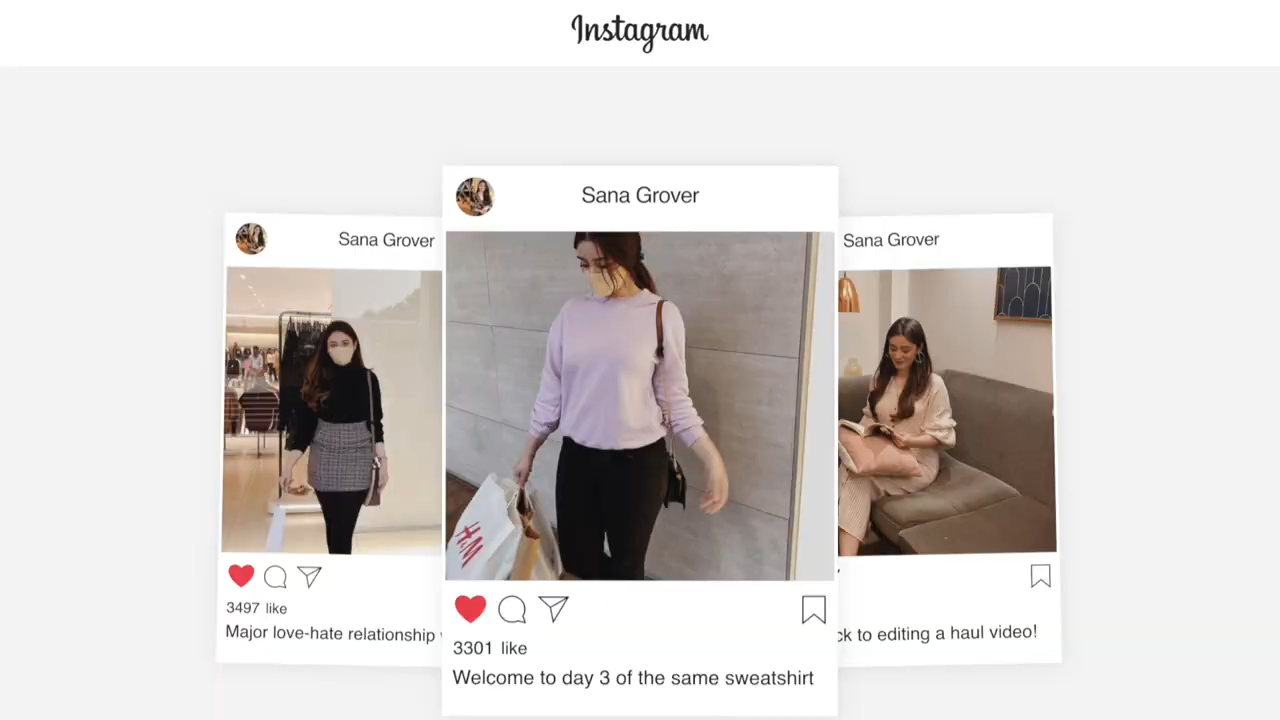 Instagram
Sana Grover
Sana Grover
Sana Grover
H&M
3497 like
Major love-hate relationship
3301 like
Welcome to day 3 of the same sweatshirt
ck to editing a haul video!